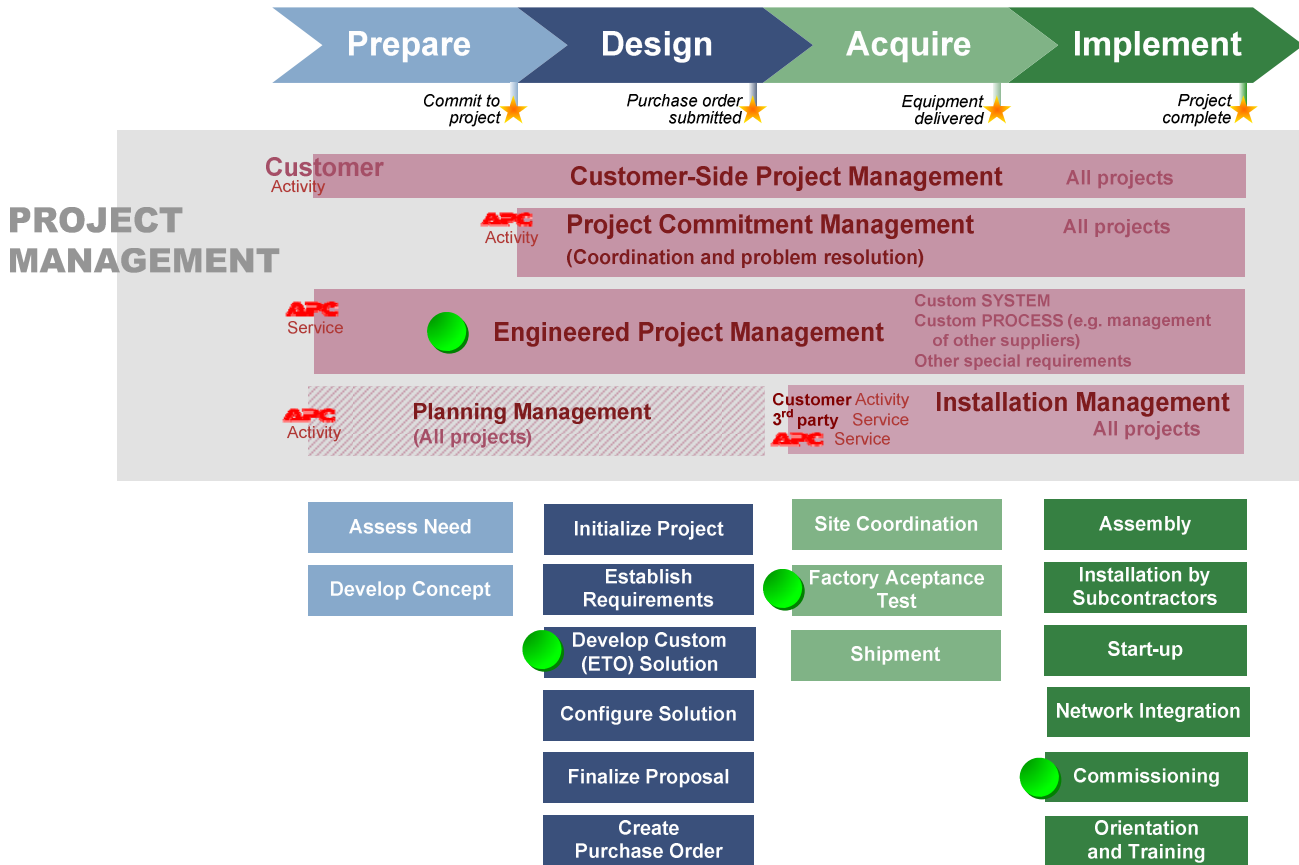 Prepare
Design
Acquire
Implement
Commit to
project
Purchase order
submitted
Equipment
delivered
Project
complete
PROJECT
MANAGEMENT
Customer
Activity
Customer-Side Project Management
All projects
APC
Activity
Project Commitment Management
All projects
(Coordination and problem resolution)
APC
Service
Engineered Project Management
Custom SYSTEM
Custom PROCESS (e.g. management
of other suppliers)
Other special requirements
APC
Activity
Planning Management
(All projects)
Customer Activity
3rd party Service
APC Service
Installation Management
All projects
Assess Need
Develop Concept
Initialize Project
Establish
Requirements
Develop Custom
(ETO) Solution
Configure Solution
Finalize Proposal
Create
Purchase Order
Site Coordination
Factory Aceptance
Test
Shipment
Assembly
Installation by
Subcontractors
Start-up
Network Integration
Commissioning
Orientation
and Training